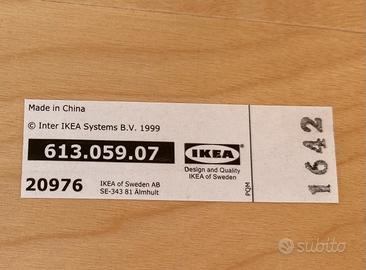 Made in China
© Inter IKEA Systems B.V. 1999
613.059.07
20976
IKEA of Sweden AB
SE-343 81 Älmhult
IKEA
Design and Quality
IKEA of Sweden
PQM
1642
subito